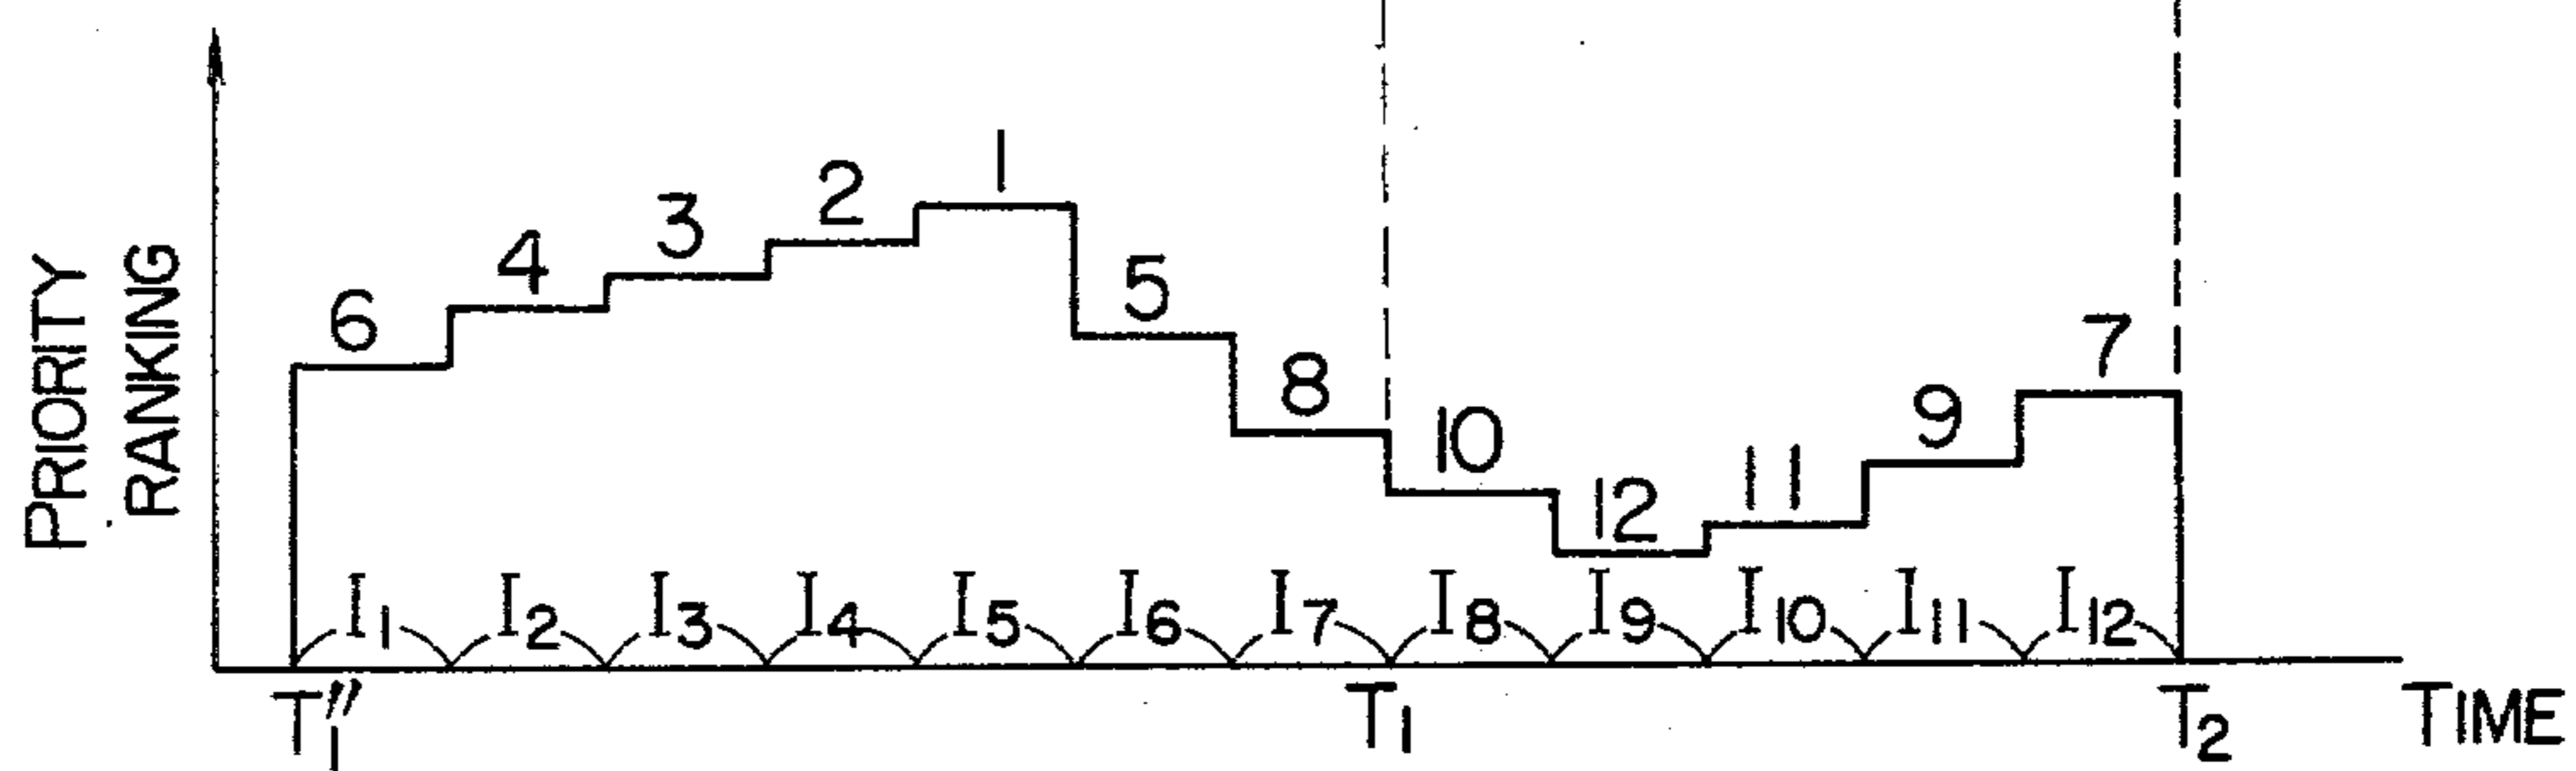 PRIORITY
RANKING
6 4 3 2 1 5 8 10 12 11 9 7
I1 I2 I3 I4 I5 I6 I7 I8 I9 I10 I11 I12
T1" T1 T2 TIME